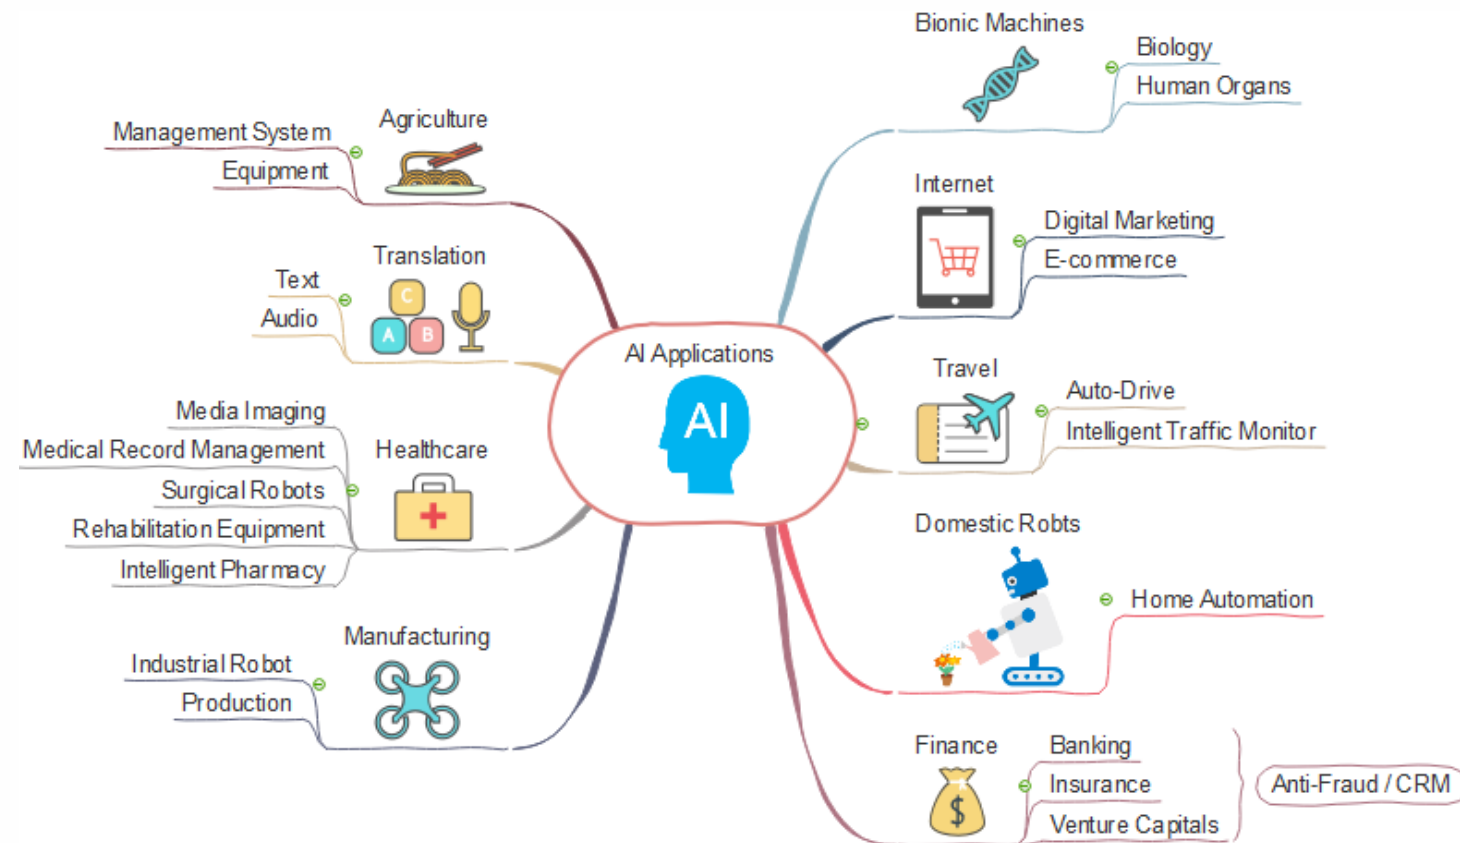 AI Applications
AI
Bionic Machines
Biology
Human Organs
Internet
Digital Marketing
E-commerce
Travel
Auto-Drive
Intelligent Traffic Monitor
Domestic Robts
Home Automation
Finance
$
Banking
Insurance
Venture Capitals
Anti-Fraud / CRM
Agriculture
Management System
Equipment
Translation
C
A B
Text
Audio
Healthcare
Media Imaging
Medical Record Management
Surgical Robots
Rehabilitation Equipment
Intelligent Pharmacy
Manufacturing
Industrial Robot
Production